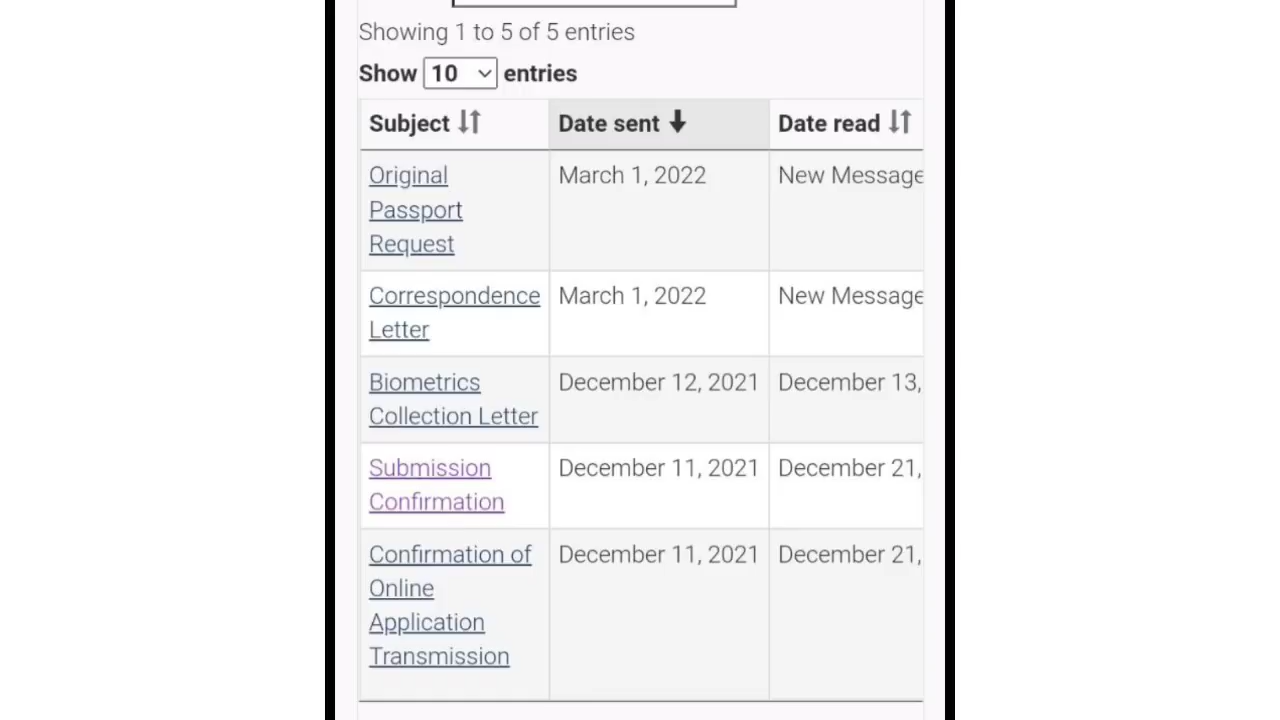 Showing 1 to 5 of 5 entries
Show 10 entries
Subject Date sent Date read
Original March 1, 2022 New Message
Passport
Request
Correspondence March 1, 2022 New Message
Letter
Biometrics December 12, 2021 December 13,
Collection Letter
Submission December 11, 2021 December 21,
Confirmation
Confirmation of December 11, 2021 December 21,
Online
Application
Transmission